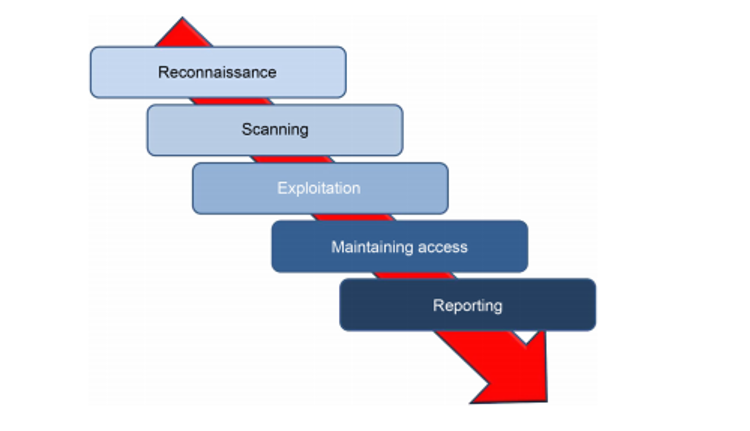 Reconnaissance
Scanning
Exploitation
Maintaining access
Reporting